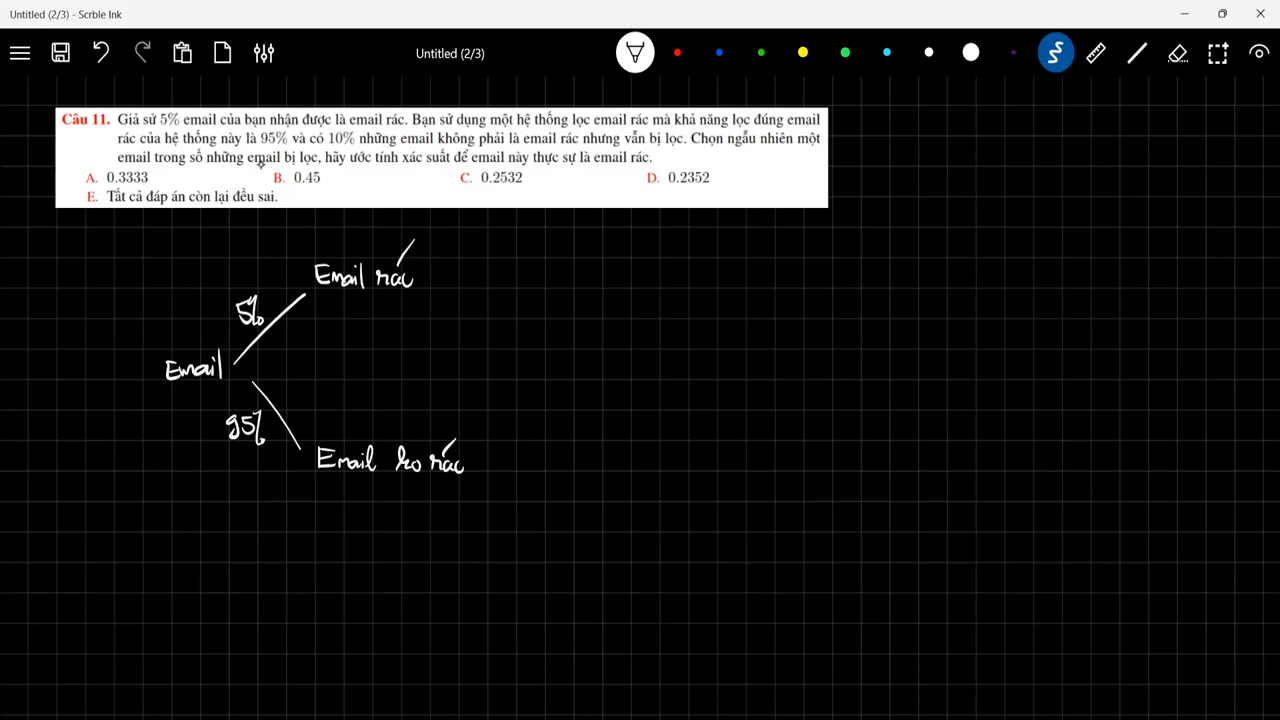 Untitled (2/3) - Scrble Ink
Untitled (2/3)
Câu 11. Giả sử 5% email của bạn nhận được là email rác. Bạn sử dụng một hệ thống lọc email rác mà khả năng lọc đúng email
rác của hệ thống này là 95% và có 10% những email không phải là email rác nhưng vẫn bị lọc. Chọn ngẫu nhiên một
email trong số những email bị lọc, hãy ước tính xác suất để email này thực sự là email rác.
A. 0.3333 B. 0.45 C. 0.2532 D. 0.2352
E. Tất cả đáp án còn lại đều sai.
Email rác
5%
Email
95%
Email ko rác